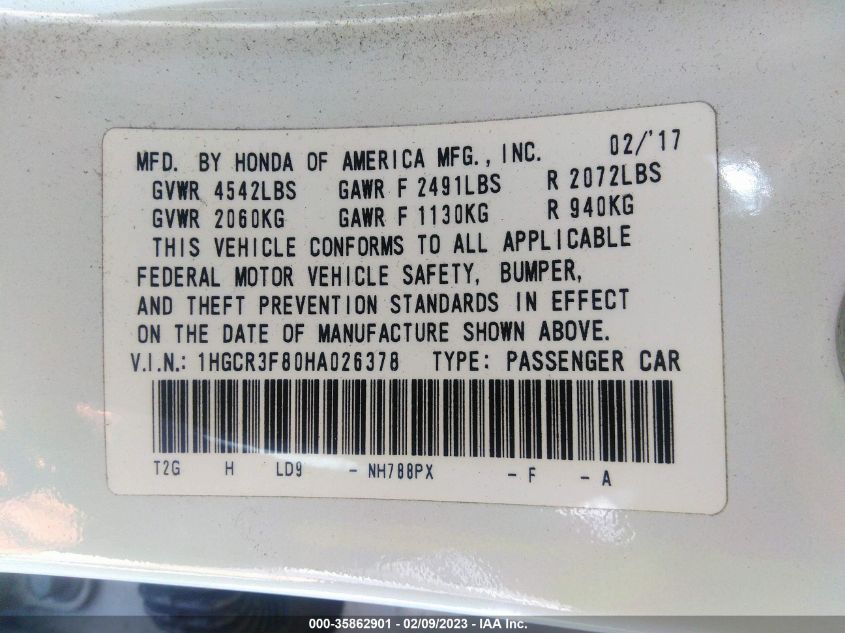 MFD. BY HONDA OF AMERICA MFG., INC. 02/'17
GVWR 4542LBS GAWR F 2491LBS R 2072LBS
GVWR 2060KG GAWR F 1130KG R 940KG
THIS VEHICLE CONFORMS TO ALL APPLICABLE
FEDERAL MOTOR VEHICLE SAFETY, BUMPER,
AND THEFT PREVENTION STANDARDS IN EFFECT
ON THE DATE OF MANUFACTURE SHOWN ABOVE.
V.I.N.: 1HGCR3F80HA026378 TYPE: PASSENGER CAR
T2G H LD9 - NH788PX - F - A
000-35862901 - 02/09/2023 - IAA Inc.